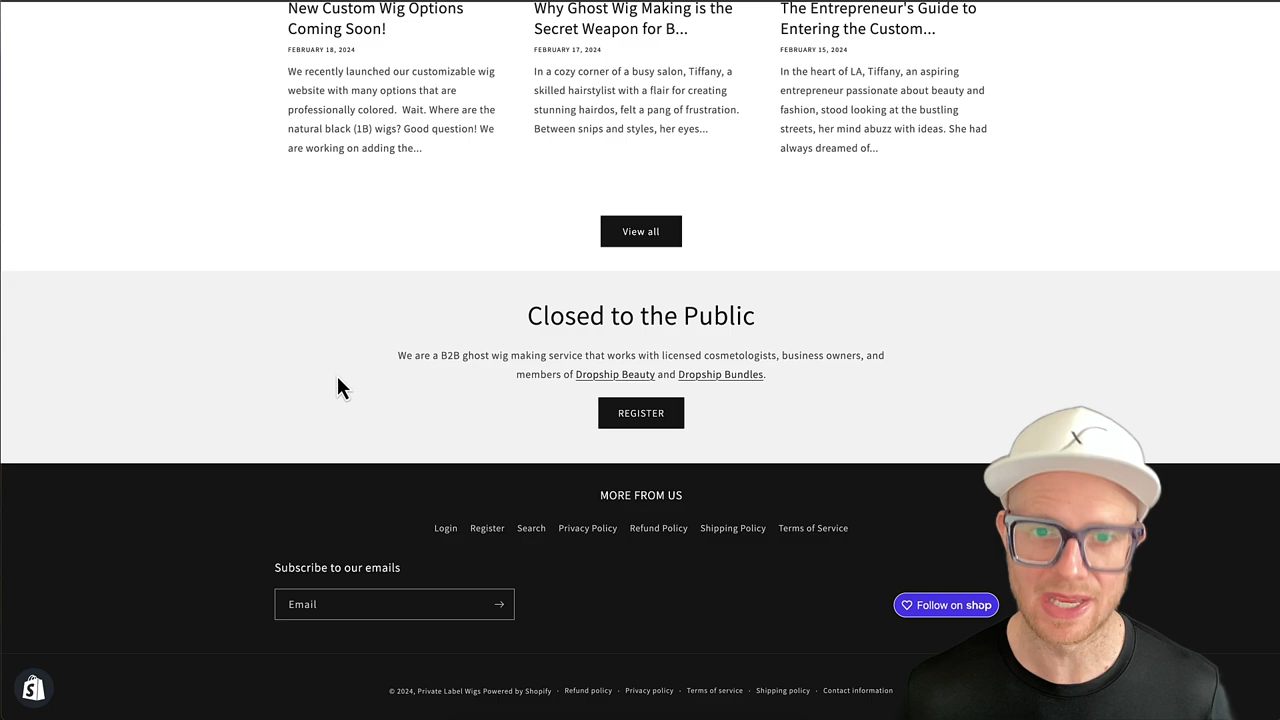 New Custom Wig Options
Coming Soon!
FEBRUARY 18, 2024
We recently launched our customizable wig
website with many options that are
professionally colored.  Wait. Where are the
natural black (1B) wigs? Good question! We
are working on adding the...
Why Ghost Wig Making is the
Secret Weapon for B...
FEBRUARY 17, 2024
In a cozy corner of a busy salon, Tiffany, a
skilled hairstylist with a flair for creating
stunning hairdos, felt a pang of frustration.
Between snips and styles, her eyes...
The Entrepreneur's Guide to
Entering the Custom...
FEBRUARY 15, 2024
In the heart of LA, Tiffany, an aspiring
entrepreneur passionate about beauty and
fashion, stood looking at the bustling
streets, her mind abuzz with ideas. She had
always dreamed of...
View all
Closed to the Public
We are a B2B ghost wig making service that works with licensed cosmetologists, business owners, and
members of Dropship Beauty and Dropship Bundles.
REGISTER
MORE FROM US
Login Register Search Privacy Policy Refund Policy Shipping Policy Terms of Service
Subscribe to our emails
Email
Follow on shop
© 2024, Private Label Wigs Powered by Shopify · Refund policy · Privacy policy · Terms of service · Shipping policy · Contact information